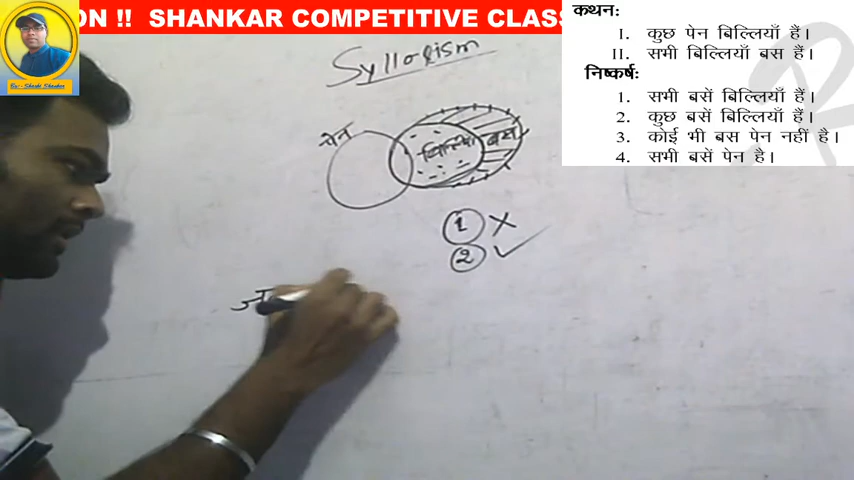 ON !! SHANKAR COMPETITIVE CLASS
By:- Shashi Shankar
कथनः
I. कुछ पेन बिल्लियाँ हैं।
II. सभी बिल्लियाँ बस हैं।
निष्कर्षः
1. सभी बसें बिल्लियाँ हैं।
2. कुछ बसें बिल्लियाँ हैं।
3. कोई भी बस पेन नहीं है।
4. सभी बसें पेन है।
Syllogism
पेन
बिल्लियां बस
1 ×
2 ✓